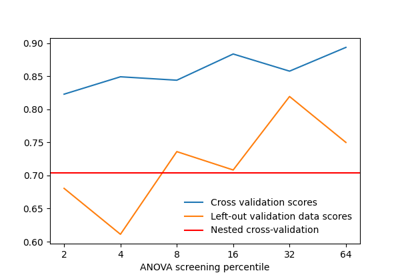 0.90
0.85
0.80
0.75
0.70
0.65
0.60
Cross validation scores
Left-out validation data scores
Nested cross-validation
2 4 8 16 32 64
ANOVA screening percentile